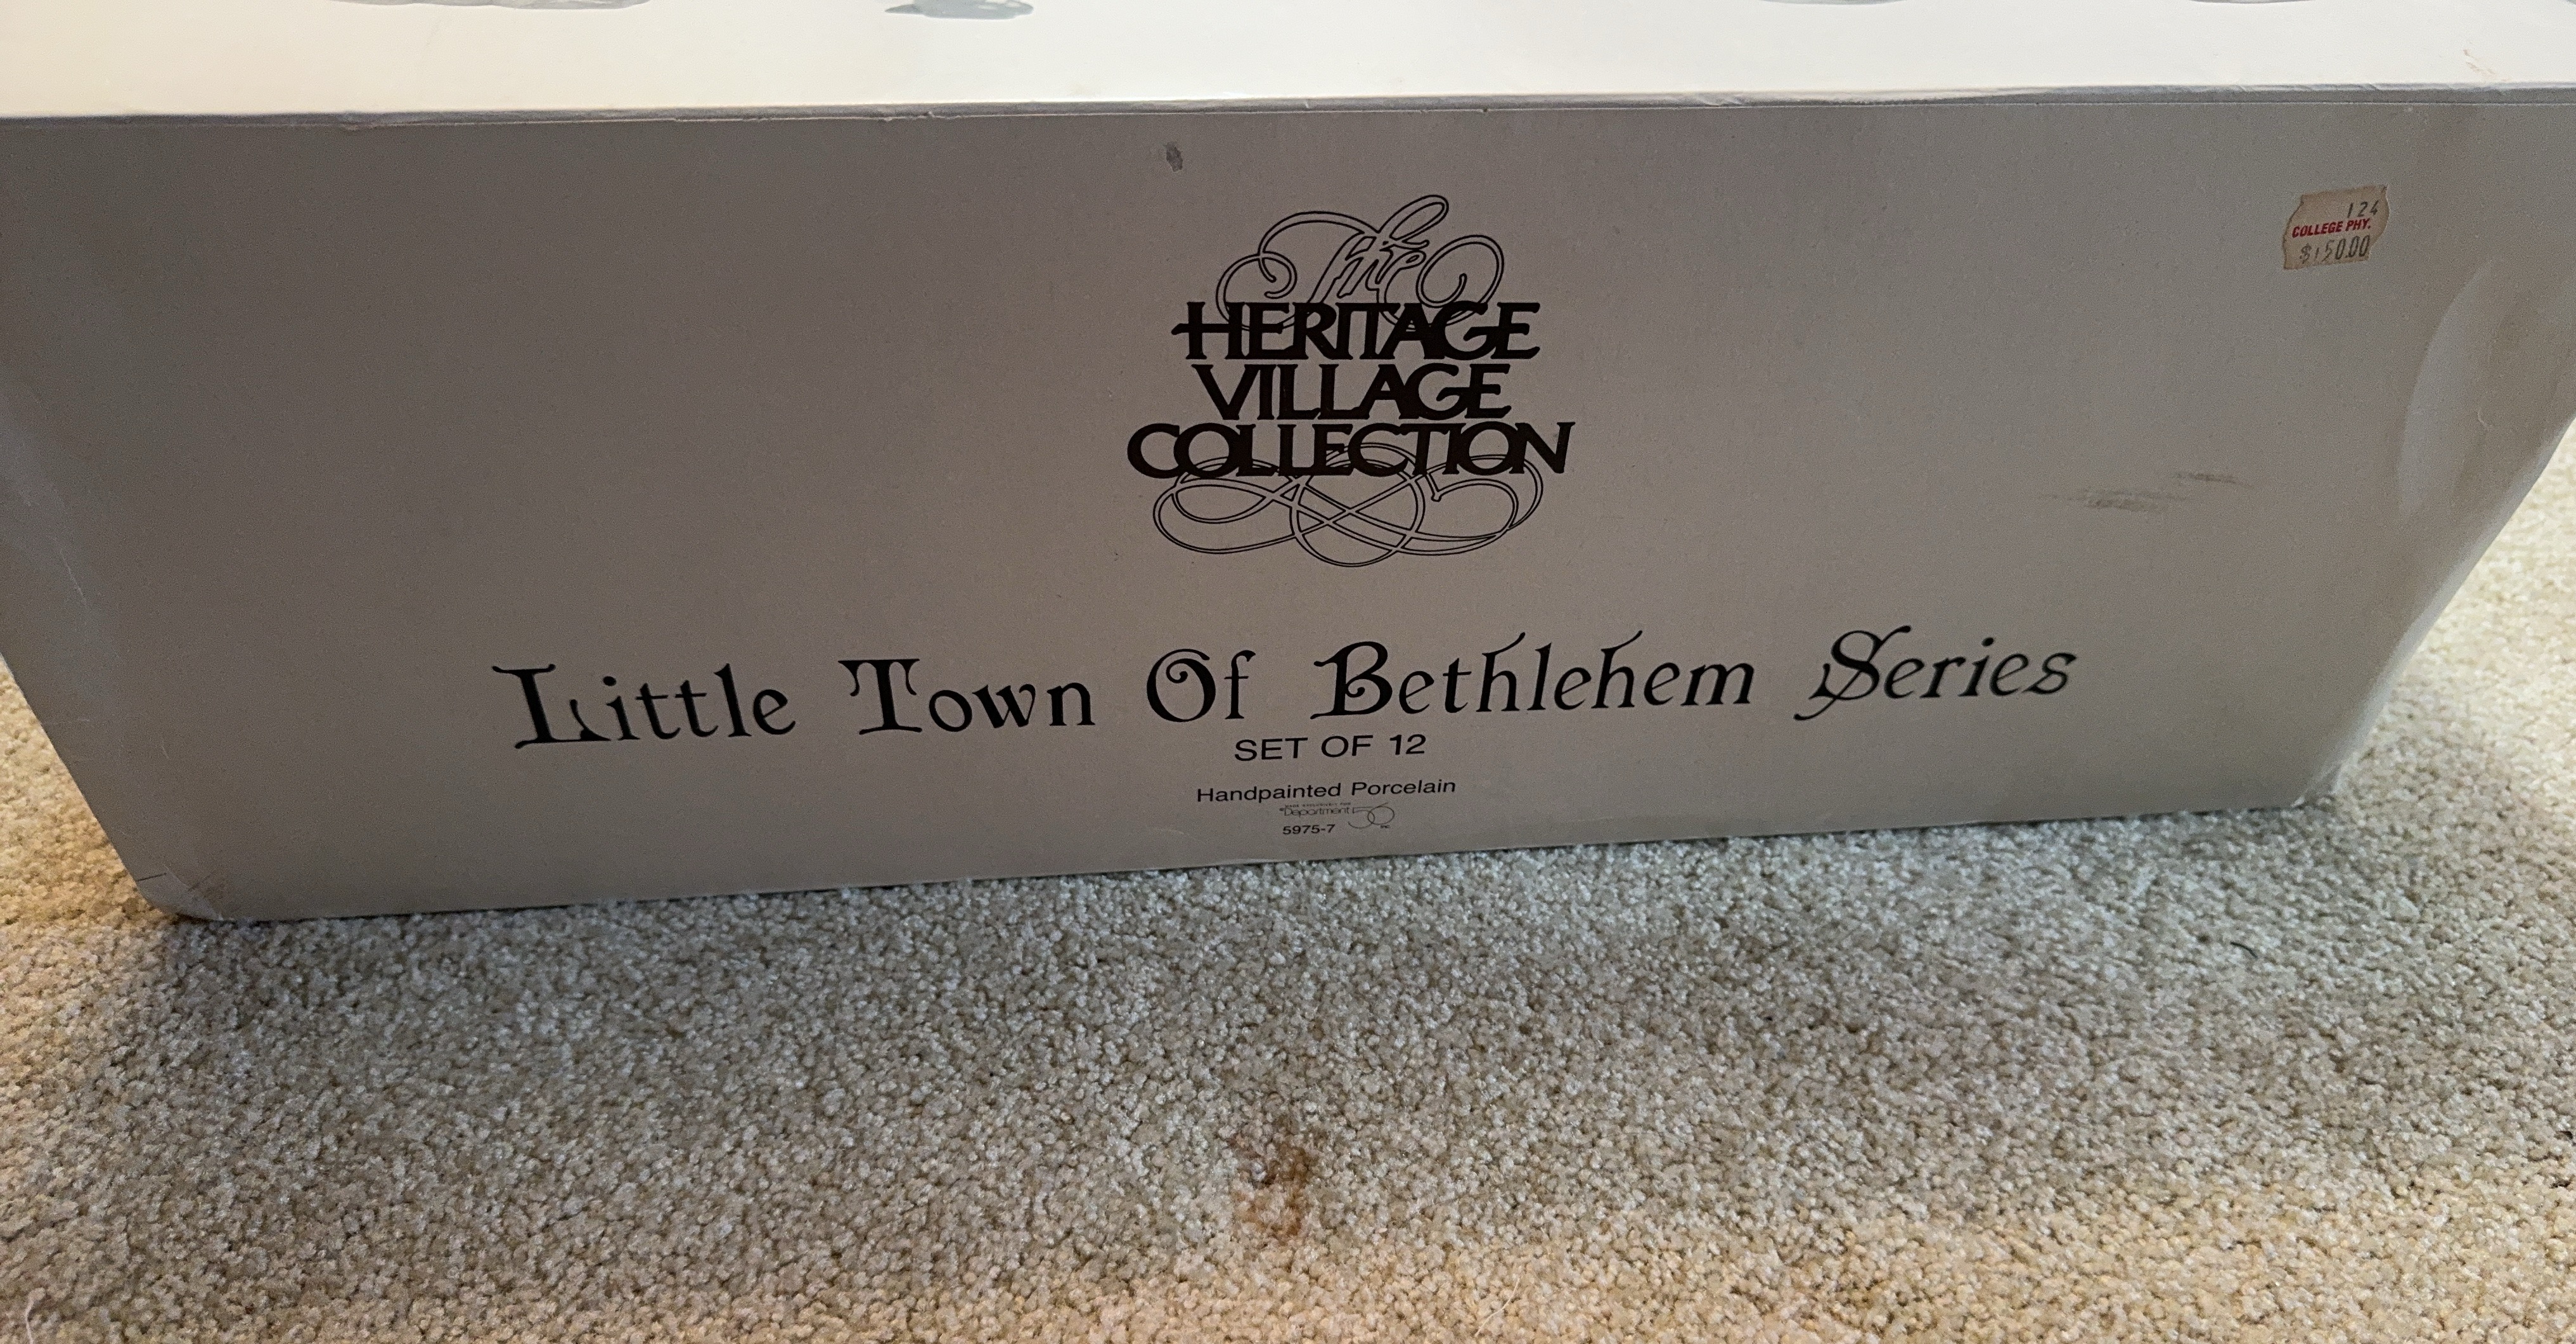 The
HERITAGE
VILLAGE
COLLECTION
124
COLLEGE PHY.
$150.00
Little Town Of Bethlehem Series
SET OF 12
Handpainted Porcelain
Department 56
5975-7